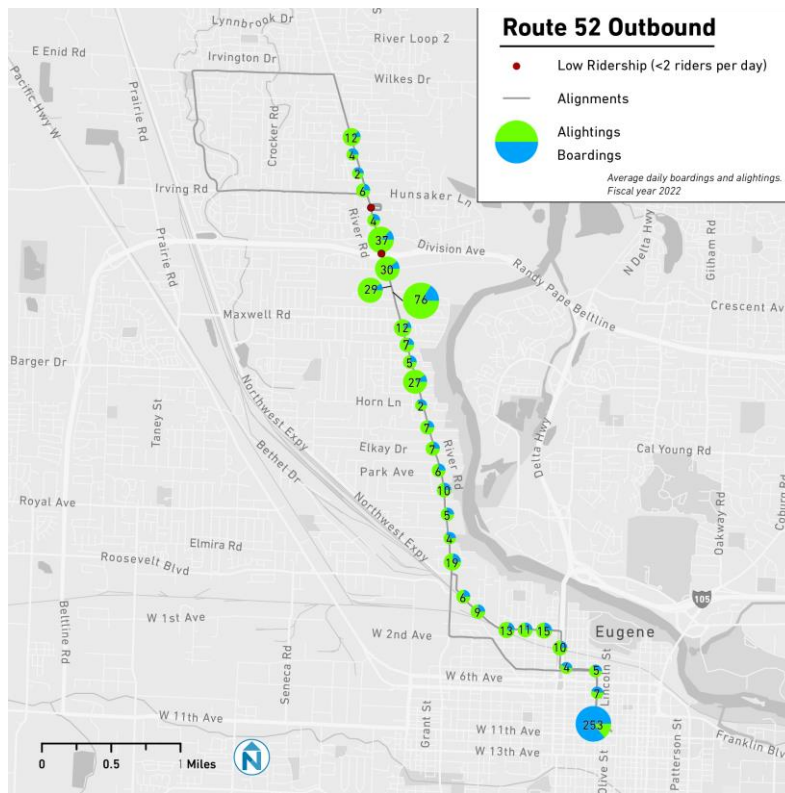 Route 52 Outbound
Low Ridership (<2 riders per day)
Alignments
Alightings
Boardings
Average daily boardings and alightings.
Fiscal year 2022
Lynnbrook Dr
River Loop 2
E Enid Rd
Irvington Dr
Wilkes Dr
Pacific Hwy W
Prairie Rd
Crocker Rd
12
4
2
Irving Rd
6
Hunsaker Ln
4
River Rd
37
Division Ave
N Delta Hwy
Gilham Rd
Prairie Rd
30
Randy Pape Beltline
29
76
Crescent Av
Maxwell Rd
12
7
Barger Dr
5
27
Taney St
Northwest Expy
Horn Ln
2
7
Delta Hwy
Bethel Dr
Elkay Dr
7
River Rd
Cal Young Rd
Park Ave
6
Royal Ave
10
Northwest Expy
5
Oakway Rd
Coburg Rd
Elmira Rd
4
Roosevelt Blvd
19
6
105
W 1st Ave
9
Beltline Rd
W 2nd Ave
13
11
15
Eugene
10
Seneca Rd
W 6th Ave
4
5
Lincoln St
7
W 11th Ave
Grant St
W 11th Ave
253
Franklin Blv
W 13th Ave
Olive St
Patterson St
0
0.5
1 Miles
N